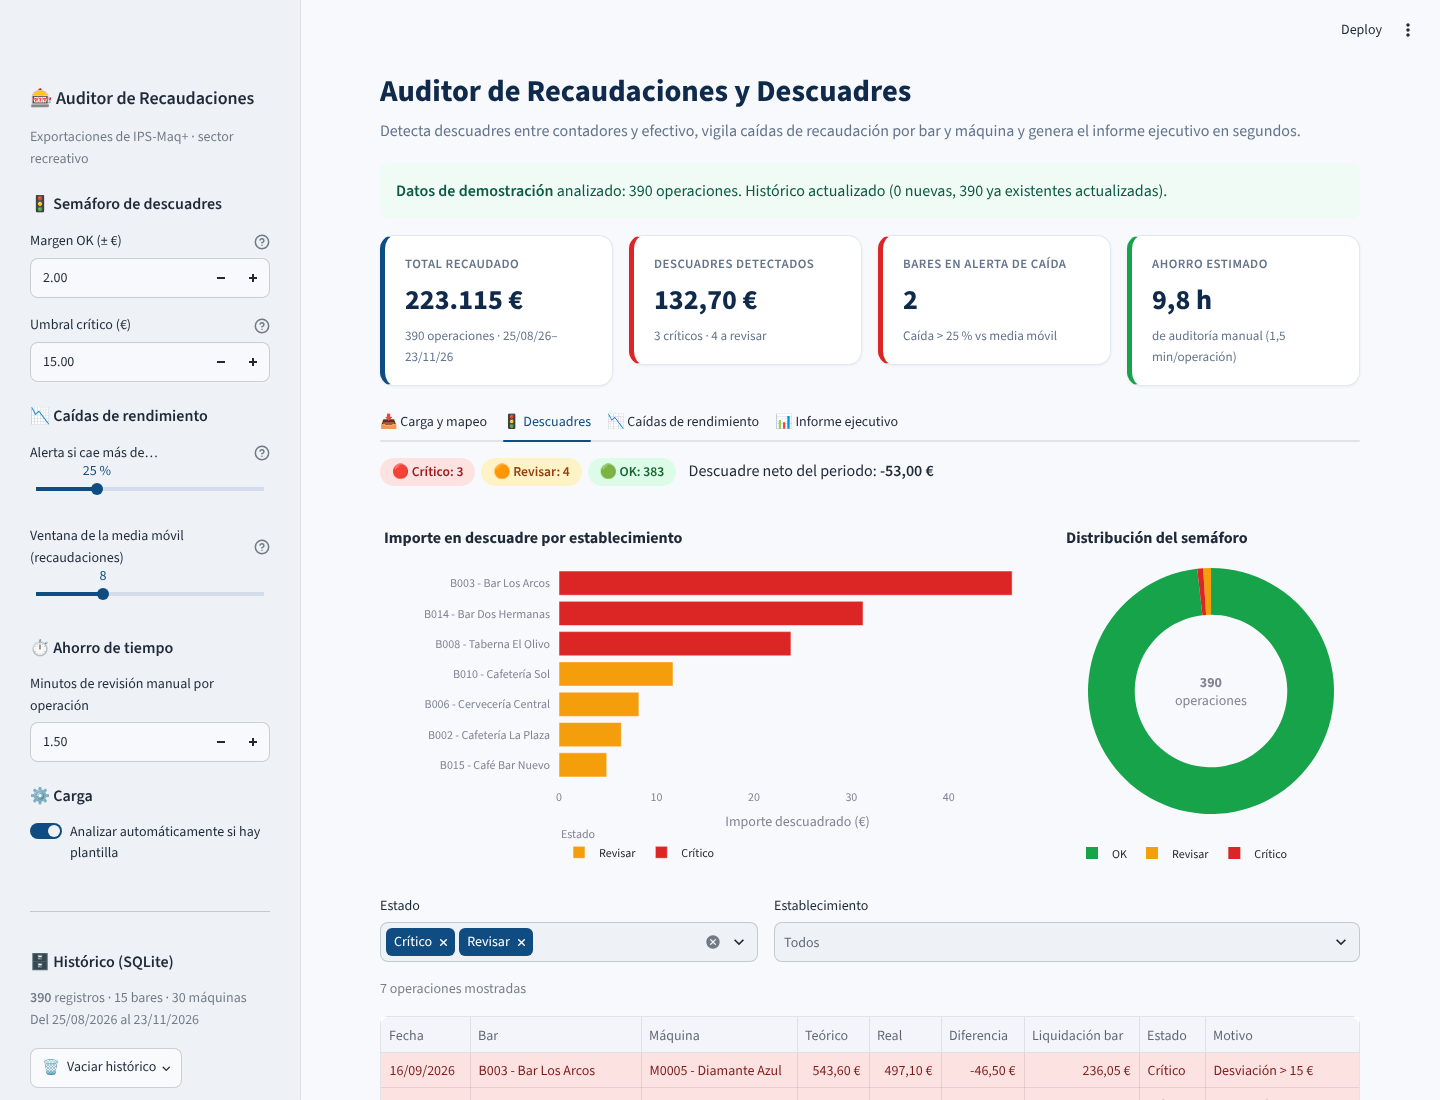 Deploy
Auditor de Recaudaciones
Exportaciones de IPS-Maq+ · sector
recreativo
Semáforo de descuadres
Margen OK (± €)
2.00
Umbral crítico (€)
15.00
Caídas de rendimiento
Alerta si cae más de…
25 %
Ventana de la media móvil
(recaudaciones)
8
Ahorro de tiempo
Minutos de revisión manual por
operación
1.50
Carga
Analizar automáticamente si hay
plantilla
Histórico (SQLite)
390 registros · 15 bares · 30 máquinas
Del 25/08/2026 al 23/11/2026
Vaciar histórico
Auditor de Recaudaciones y Descuadres
Detecta descuadres entre contadores y efectivo, vigila caídas de recaudación por bar y máquina y genera el informe ejecutivo en segundos.
Datos de demostración analizado: 390 operaciones. Histórico actualizado (0 nuevas, 390 ya existentes actualizadas).
TOTAL RECAUDADO
223.115 €
390 operaciones · 25/08/26–
23/11/26
DESCUADRES DETECTADOS
132,70 €
3 críticos · 4 a revisar
BARES EN ALERTA DE CAÍDA
2
Caída > 25 % vs media móvil
AHORRO ESTIMADO
9,8 h
de auditoría manual (1,5
min/operación)
Carga y mapeo Descuadres Caídas de rendimiento Informe ejecutivo
Crítico: 3 Revisar: 4 OK: 383 Descuadre neto del periodo: -53,00 €
Importe en descuadre por establecimiento
B003 - Bar Los Arcos
B014 - Bar Dos Hermanas
B008 - Taberna El Olivo
B010 - Cafetería Sol
B006 - Cervecería Central
B002 - Cafetería La Plaza
B015 - Café Bar Nuevo
0 10 20 30 40
Importe descuadrado (€)
Estado
Revisar Crítico
Distribución del semáforo
390
operaciones
OK Revisar Crítico
Estado
Crítico Revisar
Establecimiento
Todos
7 operaciones mostradas
Fecha Bar Máquina Teórico Real Diferencia Liquidación bar Estado Motivo
16/09/2026 B003 - Bar Los Arcos M0005 - Diamante Azul 543,60 € 497,10 € -46,50 € 236,05 € Crítico Desviación > 15 €